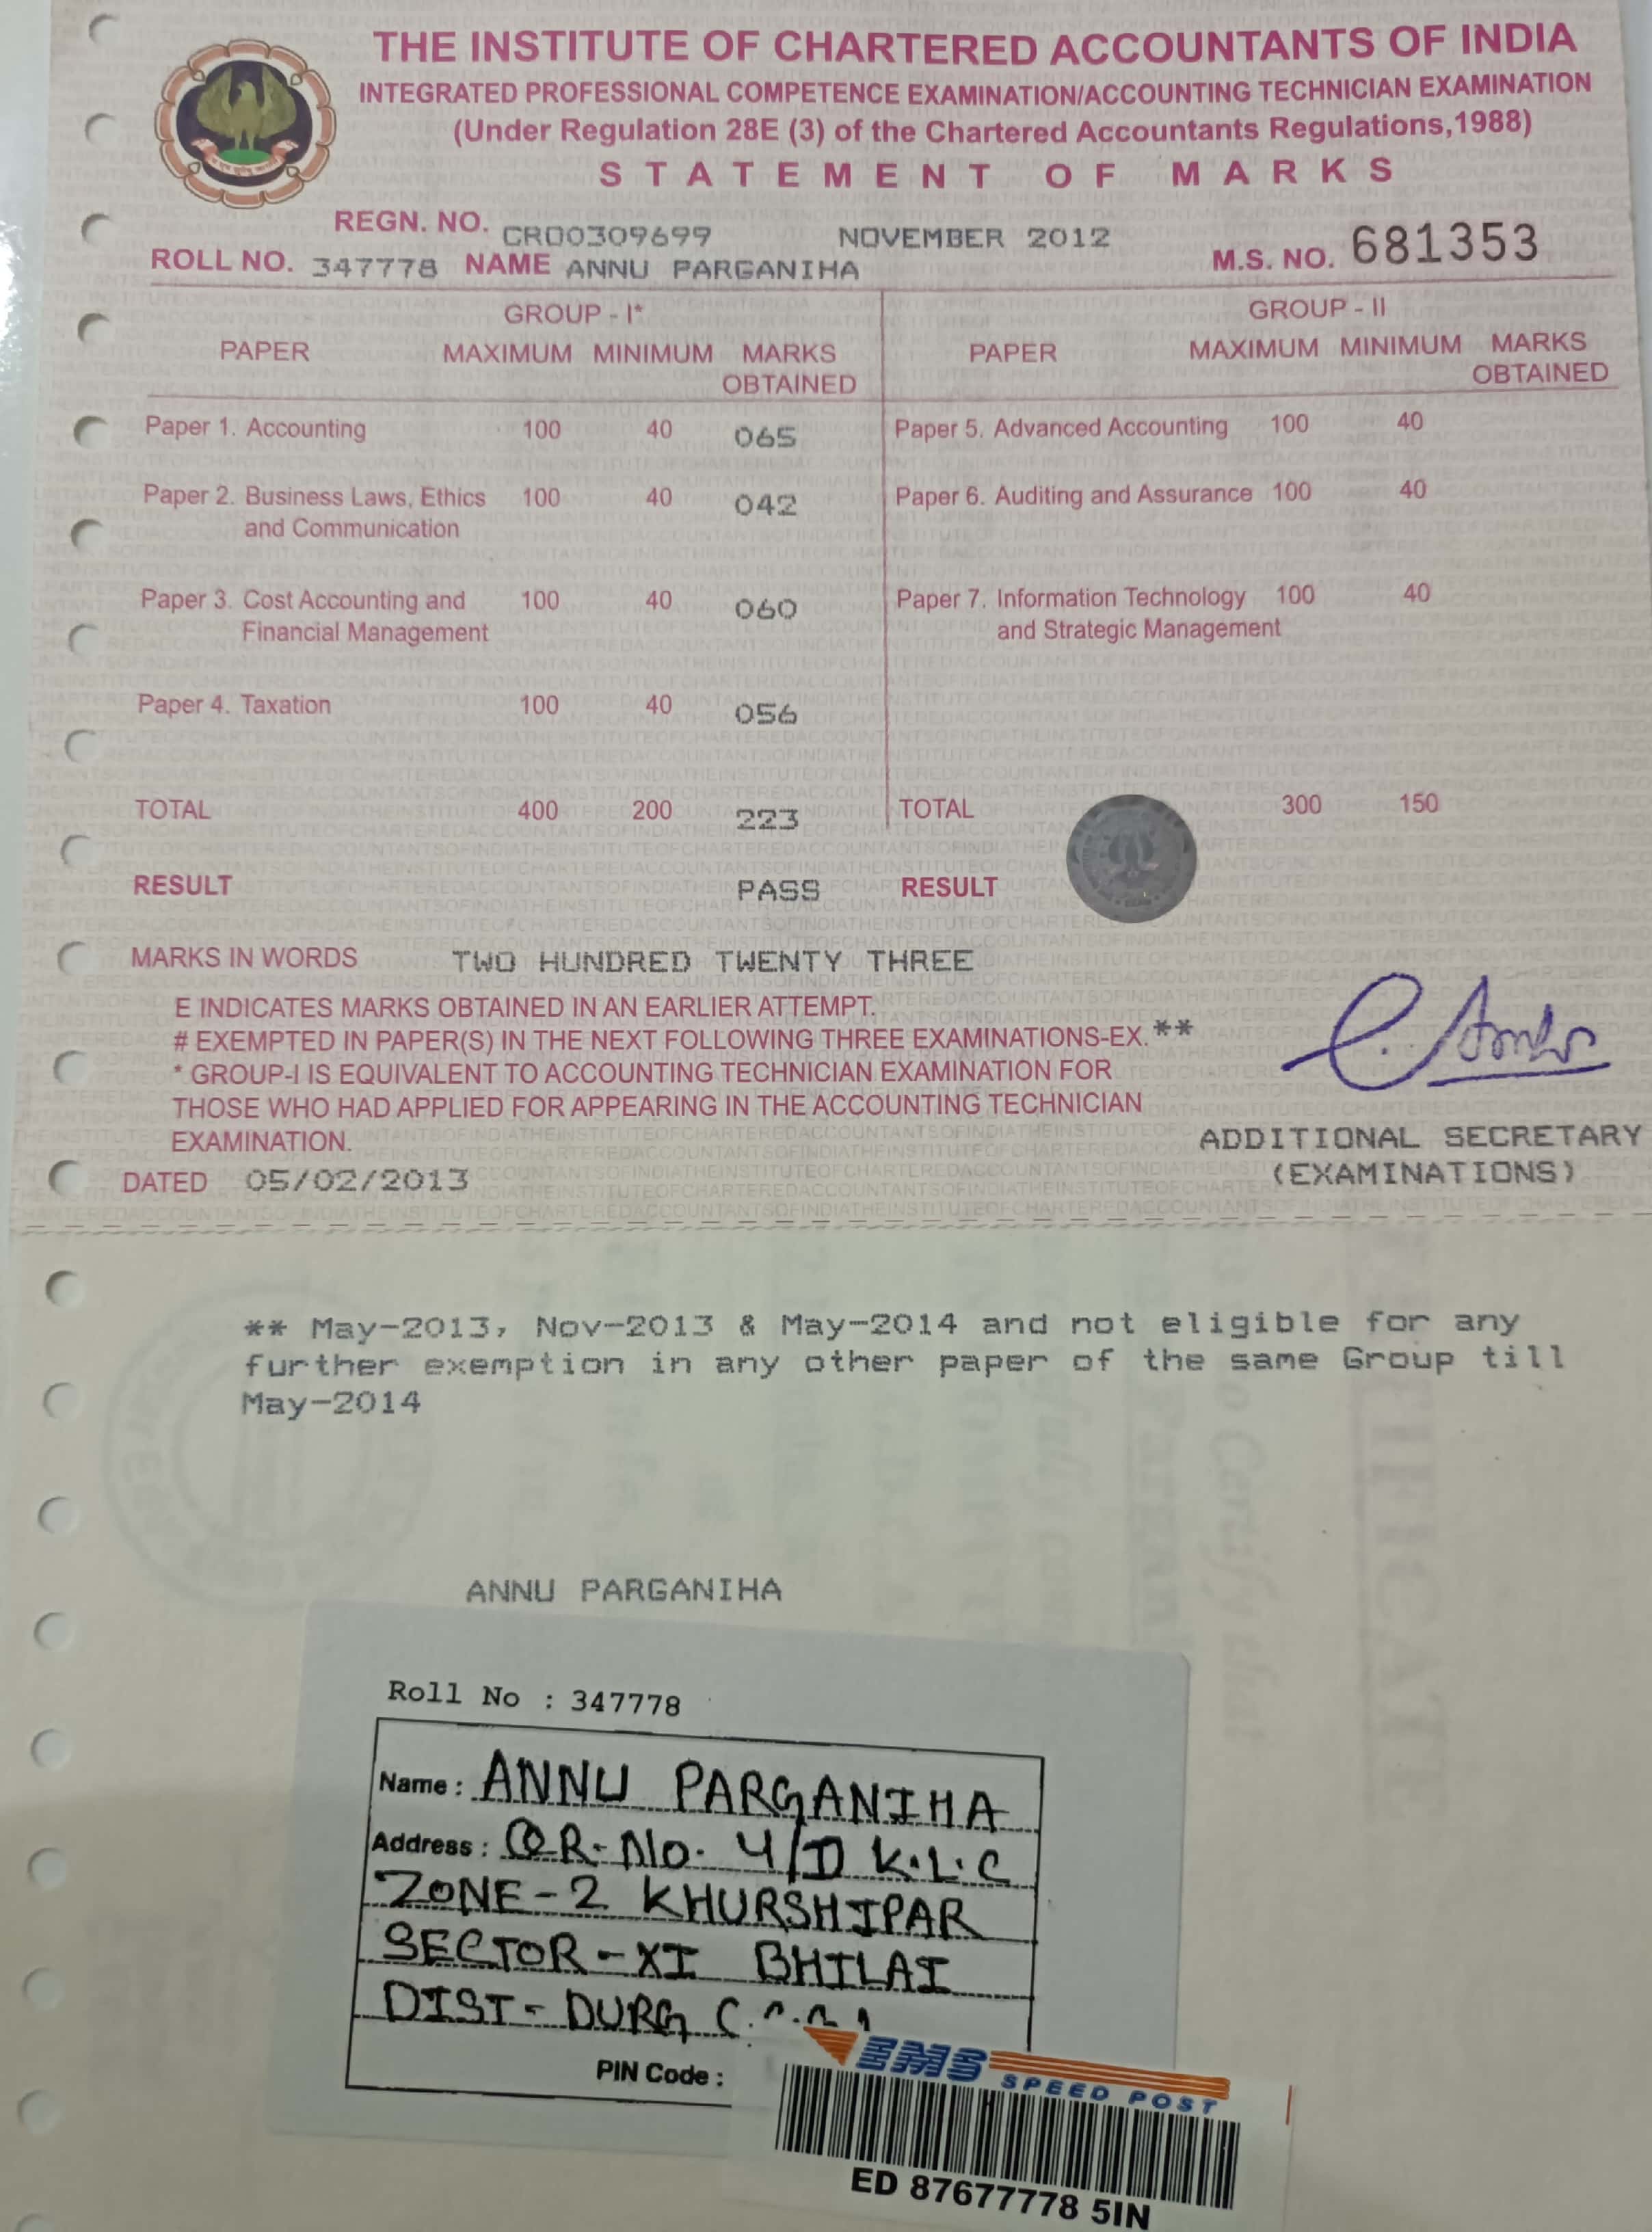 THE INSTITUTE OF CHARTERED ACCOUNTANTS OF INDIA
INTEGRATED PROFESSIONAL COMPETENCE EXAMINATION/ACCOUNTING TECHNICIAN EXAMINATION
(Under Regulation 28E (3) of the Chartered Accountants Regulations,1988)
STATEMENT OF MARKS
REGN. NO. CRO0309699 NOVEMBER 2012
ROLL NO. 347778 NAME ANNU PARGANIHA M.S. NO. 681353
GROUP - I* GROUP - II
PAPER MAXIMUM MINIMUM MARKS OBTAINED PAPER MAXIMUM MINIMUM MARKS OBTAINED
Paper 1. Accounting 100 40 065 Paper 5. Advanced Accounting 100 40
Paper 2. Business Laws, Ethics 100 40 042 Paper 6. Auditing and Assurance 100 40
and Communication
Paper 3. Cost Accounting and 100 40 060 Paper 7. Information Technology 100 40
Financial Management and Strategic Management
Paper 4. Taxation 100 40 056
TOTAL 400 200 223 TOTAL 300 150
RESULT PASS RESULT
MARKS IN WORDS TWO HUNDRED TWENTY THREE
E INDICATES MARKS OBTAINED IN AN EARLIER ATTEMPT.
# EXEMPTED IN PAPER(S) IN THE NEXT FOLLOWING THREE EXAMINATIONS-EX. **
* GROUP-I IS EQUIVALENT TO ACCOUNTING TECHNICIAN EXAMINATION FOR
THOSE WHO HAD APPLIED FOR APPEARING IN THE ACCOUNTING TECHNICIAN
EXAMINATION.
ADDITIONAL SECRETARY
(EXAMINATIONS)
DATED 05/02/2013
** May-2013, Nov-2013 & May-2014 and not eligible for any
further exemption in any other paper of the same Group till
May-2014
ANNU PARGANIHA
Roll No : 347778
Name : ANNU PARGANIHA
Address : QR-No. 4/D K.L.C
ZONE-2 KHURSHIPAR
SECTOR-XI BHILAI
DIST- DURG
PIN Code :
EMS
SPEED POST
ED 87677778 5IN